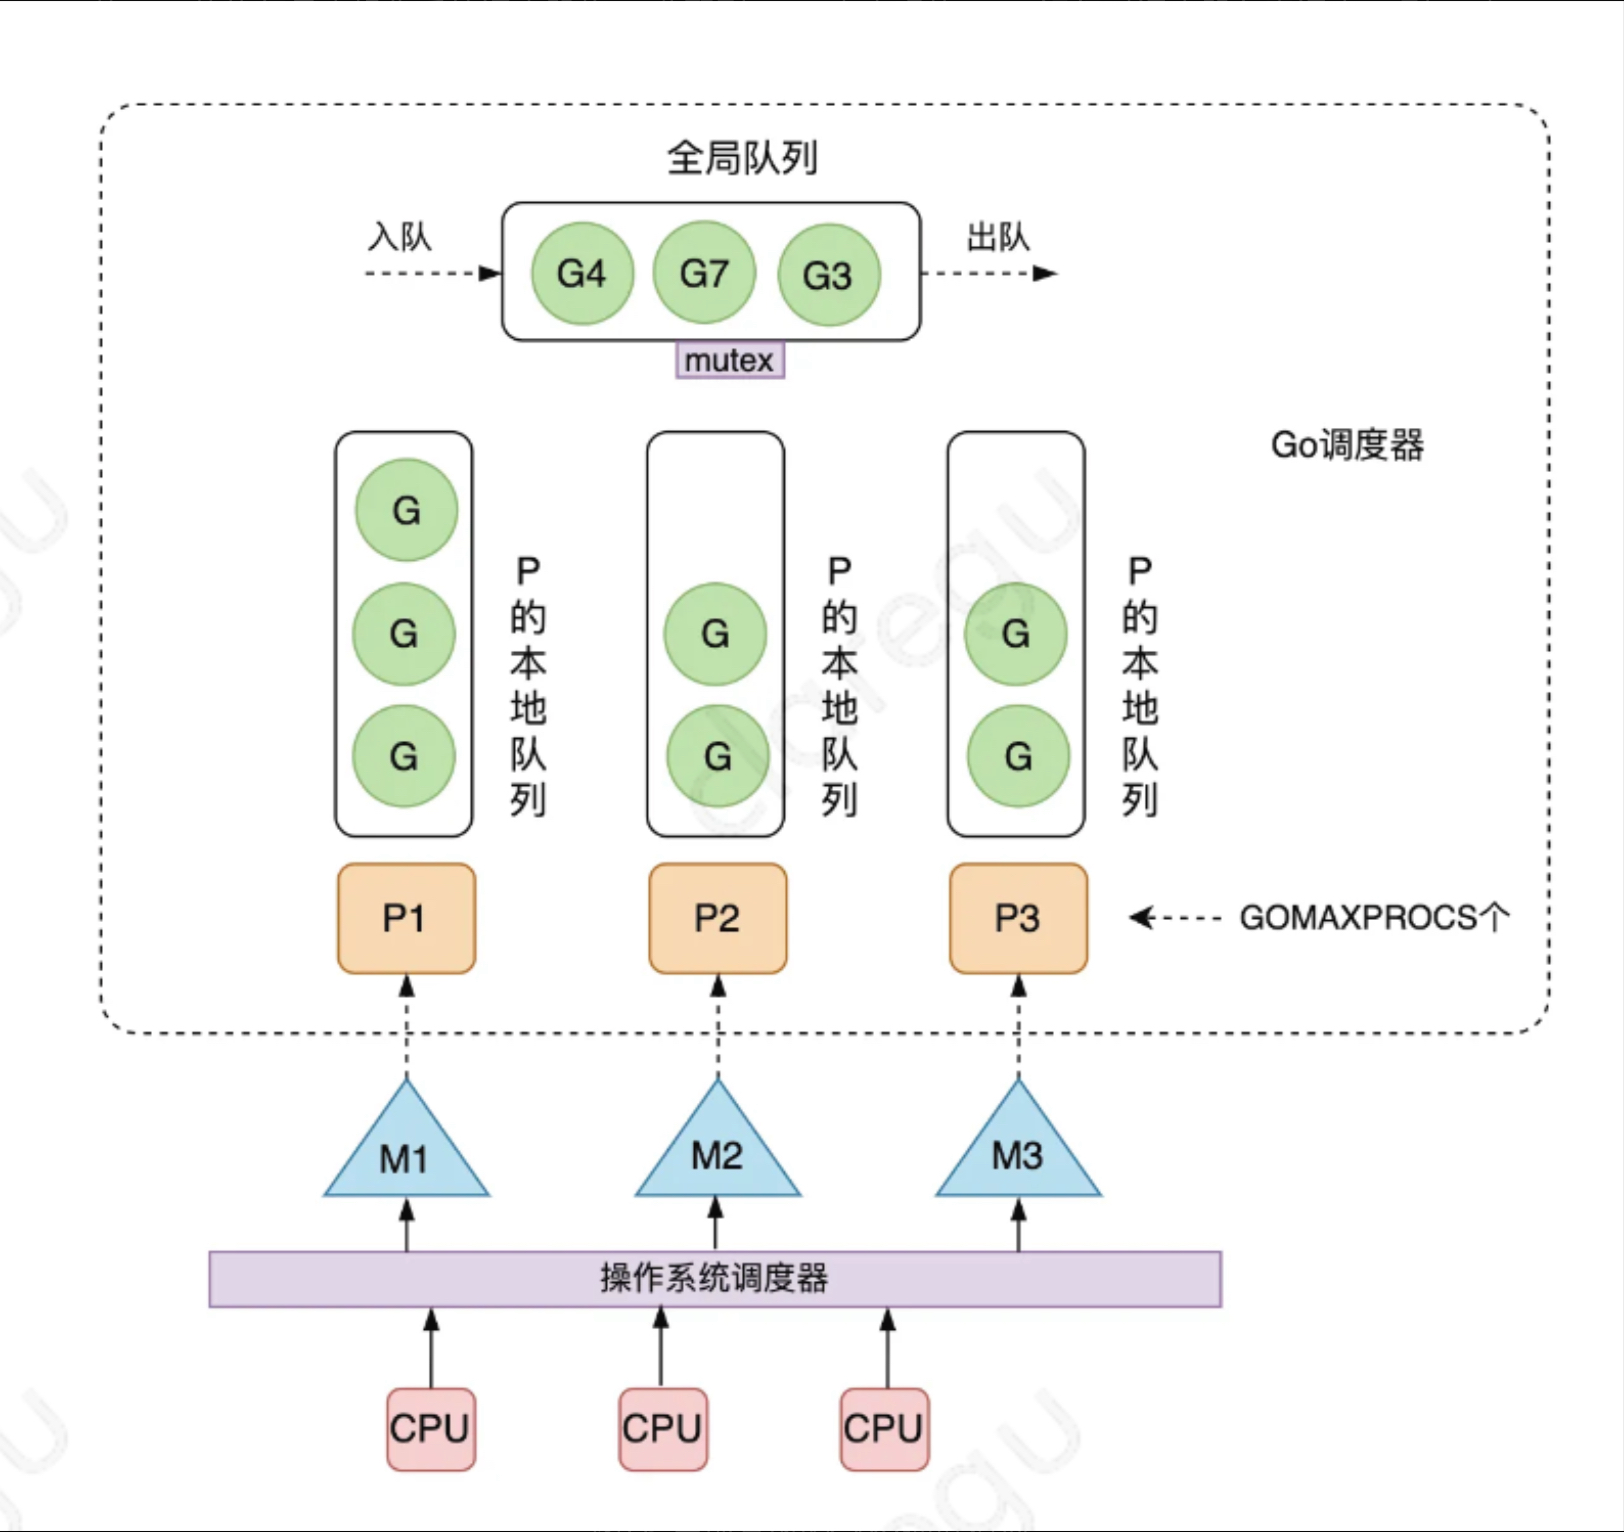 全局队列
入队
出队
G4
G7
G3
mutex
Go调度器
G
G
G
P的本地队列
G
G
P的本地队列
G
G
P的本地队列
P1
P2
P3
GOMAXPROCS个
M1
M2
M3
操作系统调度器
CPU
CPU
CPU